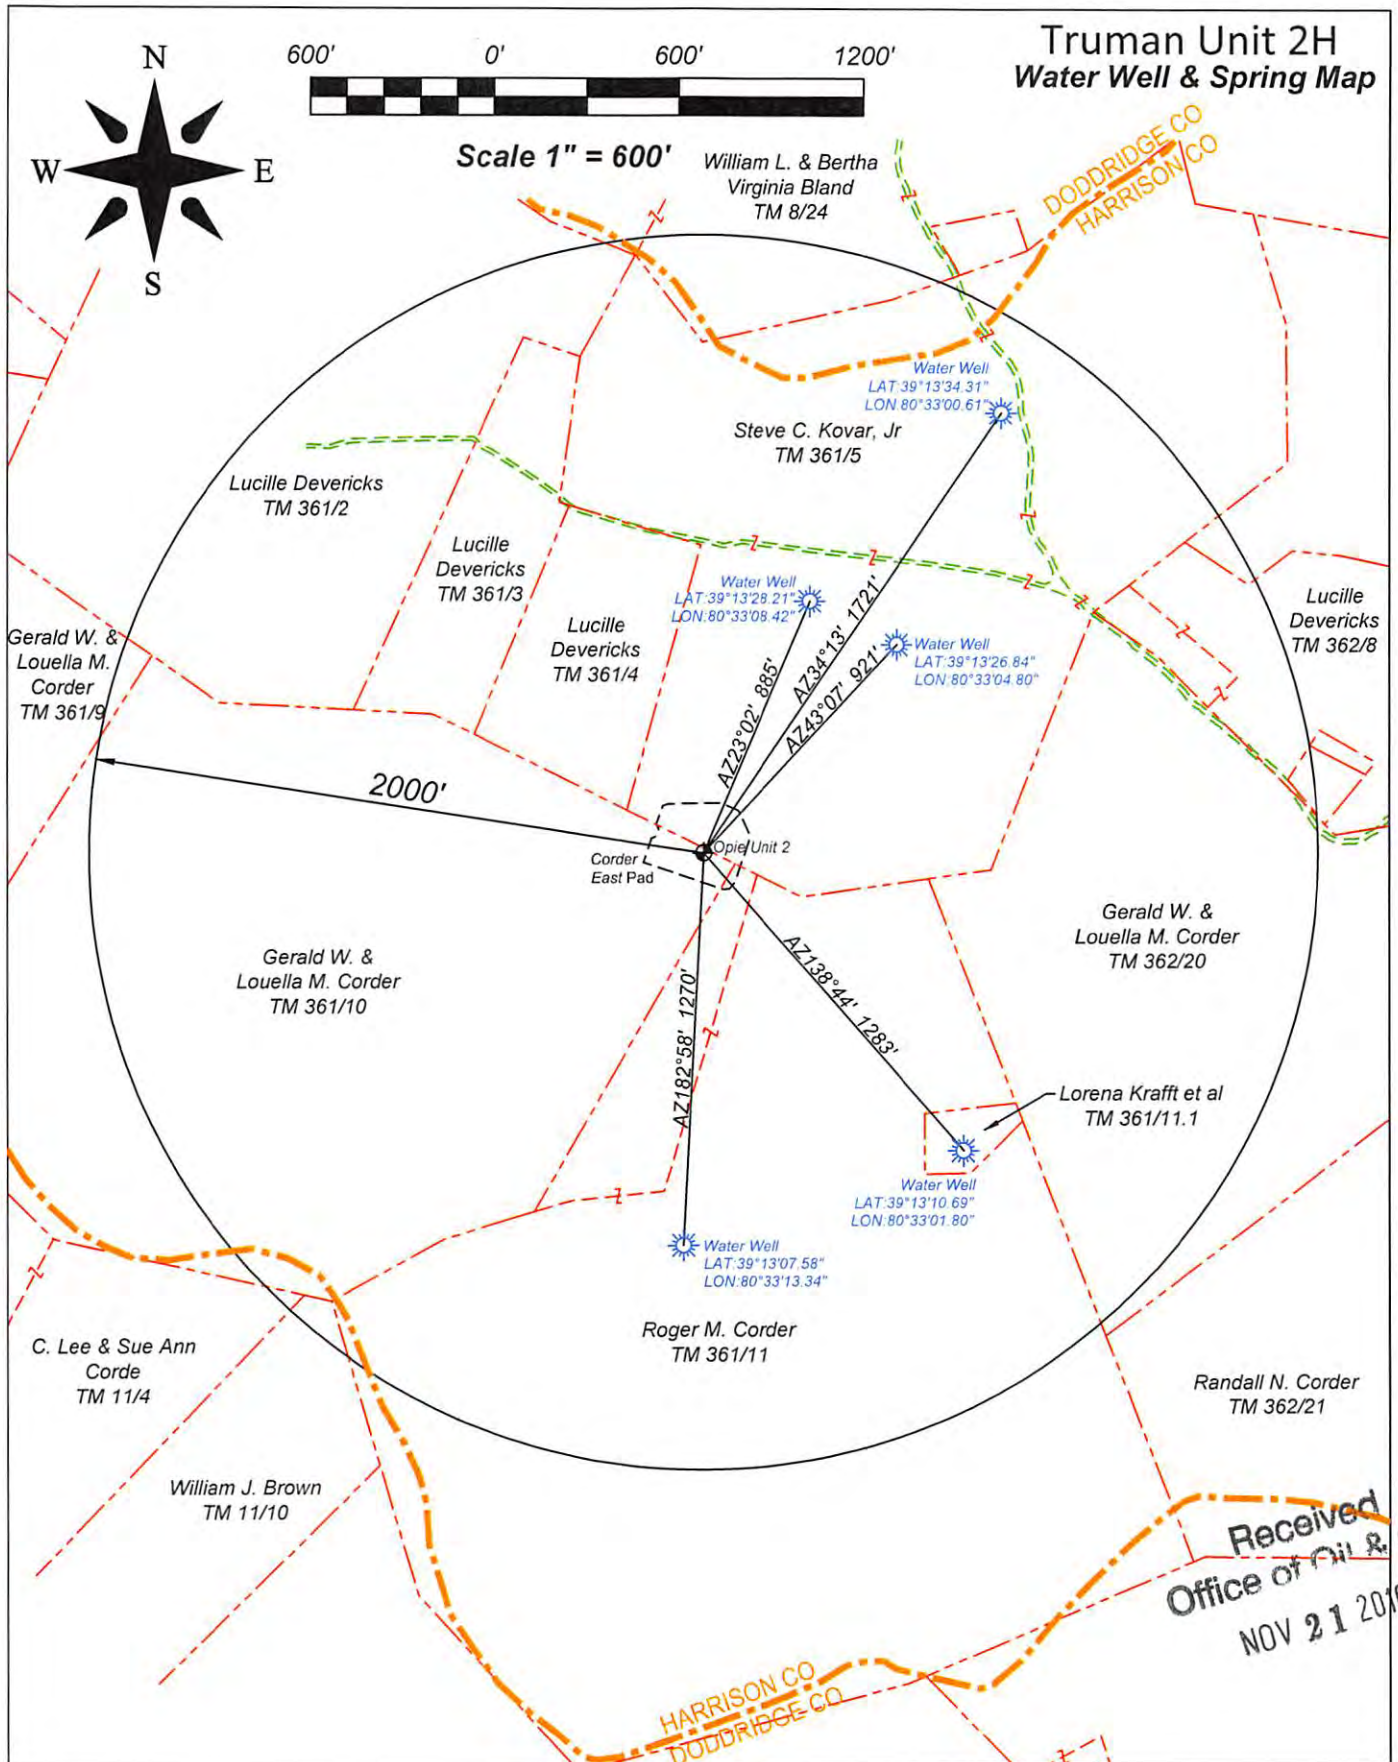 Truman Unit 2H
Water Well & Spring Map
N
W
E
S
600'
0'
600'
1200'
Scale 1" = 600'
William L. & Bertha
Virginia Bland
TM 8/24
DODDRIDGE CO
HARRISON CO
Water Well
LAT:39°13'34.31"
LON:80°33'00.61"
Steve C. Kovar, Jr
TM 361/5
Lucille Devericks
TM 361/2
Lucille
Devericks
TM 361/3
Lucille
Devericks
TM 361/4
Water Well
LAT:39°13'28.21"
LON:80°33'08.42"
Water Well
LAT:39°13'26.84"
LON:80°33'04.80"
Lucille
Devericks
TM 362/8
Gerald W. &
Louella M.
Corder
TM 361/9
AZ23°02' 885'
AZ34°13' 1721'
AZ43°07' 921'
2000'
Opie Unit 2
Corder
East Pad
Gerald W. &
Louella M. Corder
TM 361/10
Gerald W. &
Louella M. Corder
TM 362/20
AZ182°58' 1270'
AZ138°44' 1283'
Lorena Krafft et al
TM 361/11.1
Water Well
LAT:39°13'10.69"
LON:80°33'01.80"
Water Well
LAT:39°13'07.58"
LON:80°33'13.34"
Roger M. Corder
TM 361/11
C. Lee & Sue Ann
Corde
TM 11/4
Randall N. Corder
TM 362/21
William J. Brown
TM 11/10
Received
Office of Oil &
NOV 21
HARRISON CO
DODDRIDGE CO